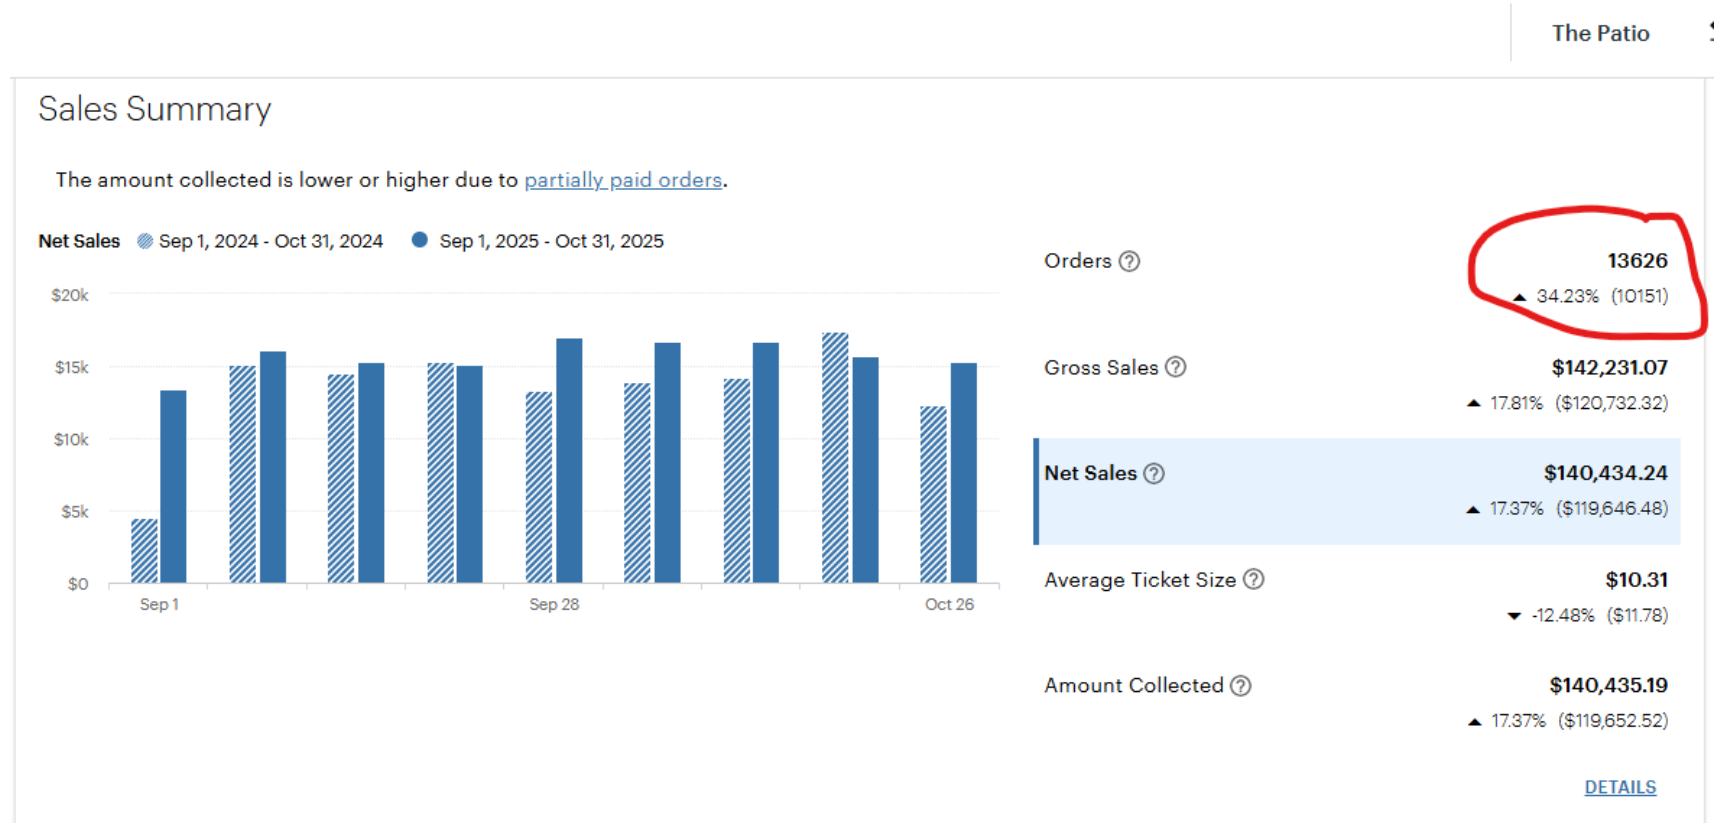 The Patio
Sales Summary
The amount collected is lower or higher due to partially paid orders.
Net Sales Sep 1, 2024 - Oct 31, 2024 Sep 1, 2025 - Oct 31, 2025
$20k
$15k
$10k
$5k
$0
Sep 1 Sep 28 Oct 26
Orders ? 13626
▲ 34.23% (10151)
Gross Sales ? $142,231.07
▲ 17.81% ($120,732.32)
Net Sales ? $140,434.24
▲ 17.37% ($119,646.48)
Average Ticket Size ? $10.31
▼ -12.48% ($11.78)
Amount Collected ? $140,435.19
▲ 17.37% ($119,652.52)
DETAILS